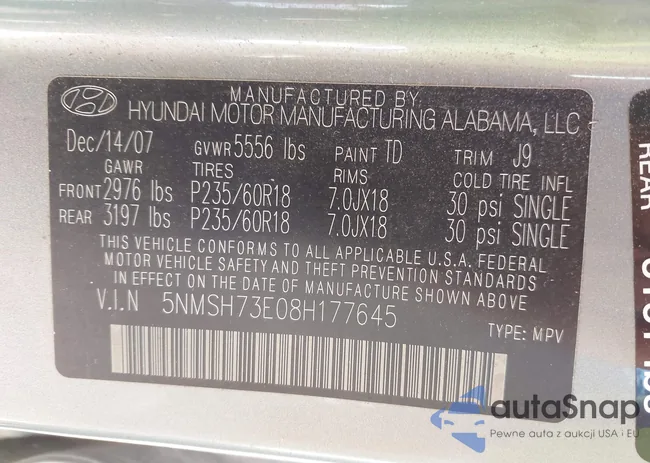 MANUFACTURED BY
HYUNDAI MOTOR MANUFACTURING ALABAMA, LLC
Dec/14/07 GVWR 5556 lbs PAINT TD TRIM J9
GAWR TIRES RIMS COLD TIRE INFL
FRONT 2976 lbs P235/60R18 7.0JX18 30 psi SINGLE
REAR 3197 lbs P235/60R18 7.0JX18 30 psi SINGLE
THIS VEHICLE CONFORMS TO ALL APPLICABLE U.S.A. FEDERAL
MOTOR VEHICLE SAFETY AND THEFT PREVENTION STANDARDS
IN EFFECT ON THE DATE OF MANUFACTURE SHOWN ABOVE.
V.I.N 5NMSH73E08H177645
TYPE: MPV
REAR
autaSnap
Pewne auta z aukcji USA i EU